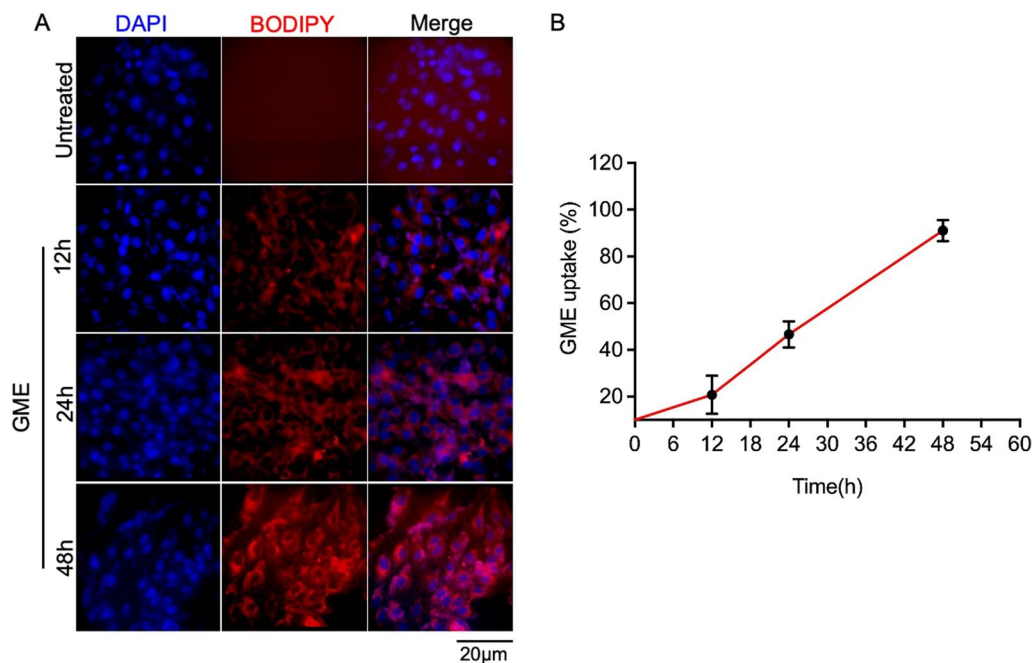 A
DAPI BODIPY Merge
Untreated
GME
12h
24h
48h
20µm
B
GME uptake (%)
120
100
80
60
40
20
0 6 12 18 24 30 36 42 48 54 60
Time(h)